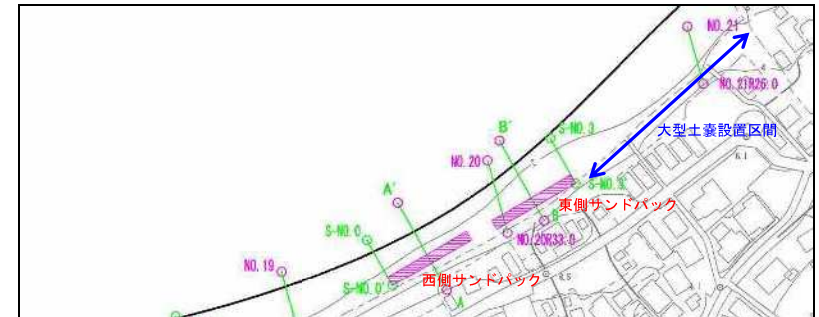 NO. 21
NO. 21R26.0
大型土嚢設置区間
B'
S-NO. 3
NO. 20
S-NO. 3'
A'
東側サンドパック
B
S-NO. 0
NO. 20R33.0
NO. 19
西側サンドパック
S-NO. 0'
A